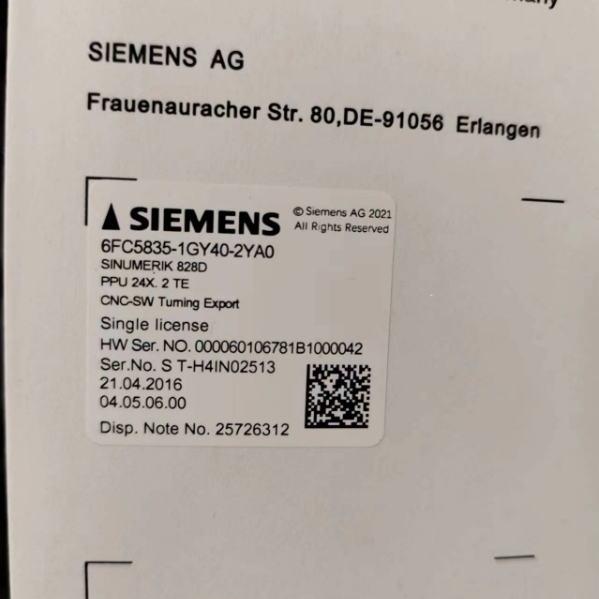 many
SIEMENS AG
Frauenauracher Str. 80,DE-91056 Erlangen
SIEMENS
© Siemens AG 2021
All Rights Reserved
6FC5835-1GY40-2YA0
SINUMERIK 828D
PPU 24X. 2 TE
CNC-SW Turning Export
Single license
HW Ser. NO. 000060106781B1000042
Ser.No. S T-H4IN02513
21.04.2016
04.05.06.00
Disp. Note No. 25726312